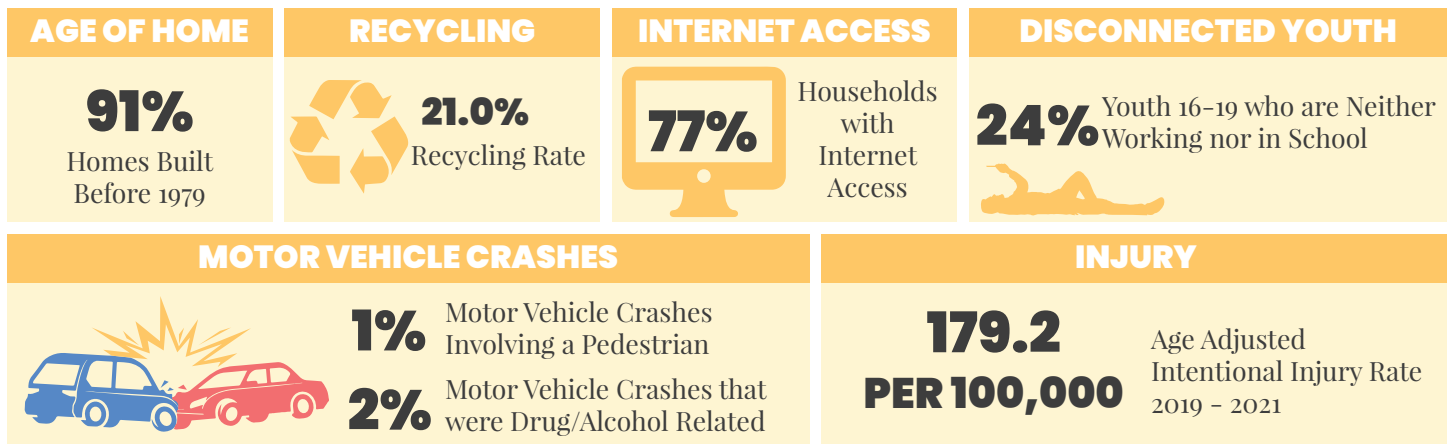 AGE OF HOME
91%
Homes Built
Before 1979
RECYCLING
21.0%
Recycling Rate
INTERNET ACCESS
77%
Households
with
Internet
Access
DISCONNECTED YOUTH
24%
Youth 16-19 who are Neither
Working nor in School
MOTOR VEHICLE CRASHES
1%
Motor Vehicle Crashes
Involving a Pedestrian
2%
Motor Vehicle Crashes that
were Drug/Alcohol Related
INJURY
179.2
PER 100,000
Age Adjusted
Intentional Injury Rate
2019 - 2021